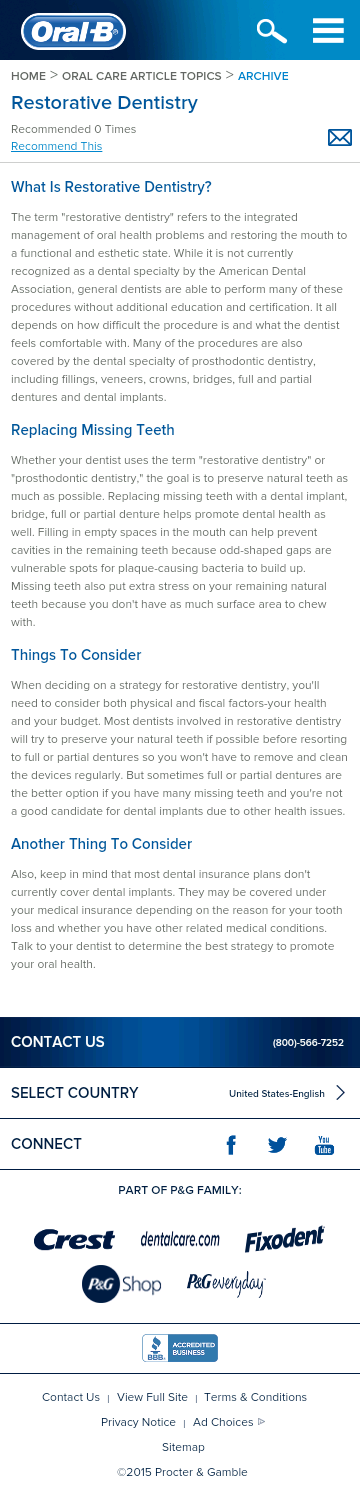 Oral-B®
HOME > ORAL CARE ARTICLE TOPICS > ARCHIVE
Restorative Dentistry
Recommended 0 Times
Recommend This
What Is Restorative Dentistry?
The term "restorative dentistry" refers to the integrated
management of oral health problems and restoring the mouth to
a functional and esthetic state. While it is not currently
recognized as a dental specialty by the American Dental
Association, general dentists are able to perform many of these
procedures without additional education and certification. It all
depends on how difficult the procedure is and what the dentist
feels comfortable with. Many of the procedures are also
covered by the dental specialty of prosthodontic dentistry,
including fillings, veneers, crowns, bridges, full and partial
dentures and dental implants.
Replacing Missing Teeth
Whether your dentist uses the term "restorative dentistry" or
"prosthodontic dentistry," the goal is to preserve natural teeth as
much as possible. Replacing missing teeth with a dental implant,
bridge, full or partial denture helps promote dental health as
well. Filling in empty spaces in the mouth can help prevent
cavities in the remaining teeth because odd-shaped gaps are
vulnerable spots for plaque-causing bacteria to build up.
Missing teeth also put extra stress on your remaining natural
teeth because you don't have as much surface area to chew
with.
Things To Consider
When deciding on a strategy for restorative dentistry, you'll
need to consider both physical and fiscal factors-your health
and your budget. Most dentists involved in restorative dentistry
will try to preserve your natural teeth if possible before resorting
to full or partial dentures so you won't have to remove and clean
the devices regularly. But sometimes full or partial dentures are
the better option if you have many missing teeth and you're not
a good candidate for dental implants due to other health issues.
Another Thing To Consider
Also, keep in mind that most dental insurance plans don't
currently cover dental implants. They may be covered under
your medical insurance depending on the reason for your tooth
loss and whether you have other related medical conditions.
Talk to your dentist to determine the best strategy to promote
your oral health.
CONTACT US (800)-566-7252
SELECT COUNTRY United States-English
CONNECT f You Tube
PART OF P&G FAMILY:
Crest dentalcare.com Fixodent
P&G Shop P&G everyday
BBB ACCREDITED BUSINESS
Contact Us | View Full Site | Terms & Conditions
Privacy Notice | Ad Choices
Sitemap
©2015 Procter & Gamble